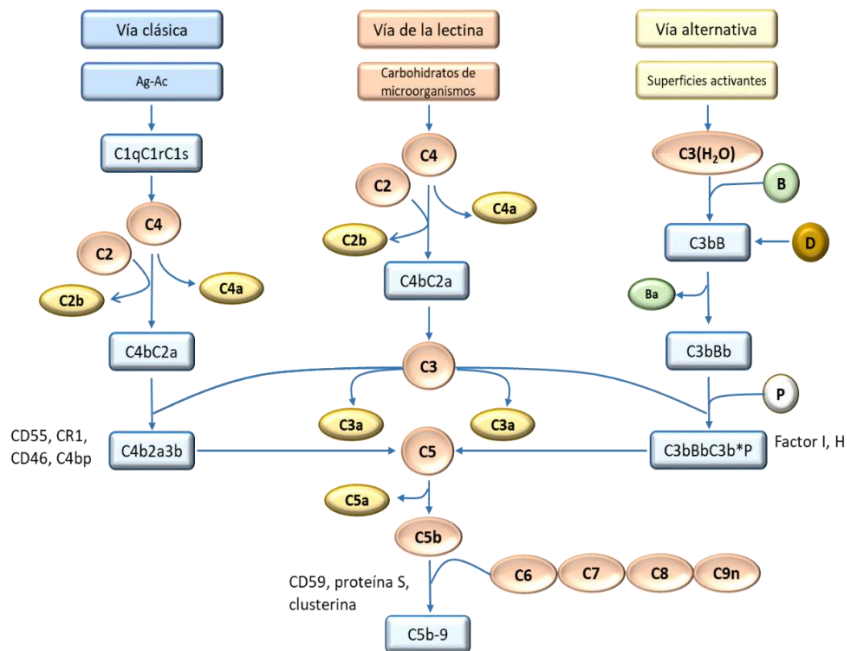 Vía clásica
Vía de la lectina
Vía alternativa
Ag-Ac
Carbohidratos de
microorganismos
Superficies activantes
C1qC1rC1s
C4
C3(H₂O)
C2
B
C4
C4a
C2
C2b
C3bB
D
C2b
C4a
C4bC2a
Ba
C4bC2a
C3
C3bBb
P
C3a
C3a
CD55, CR1,
CD46, C4bp
C4b2a3b
C5
C3bBbC3b*P
Factor I, H
C5a
C5b
CD59, proteína S,
clusterina
C6
C7
C8
C9n
C5b-9